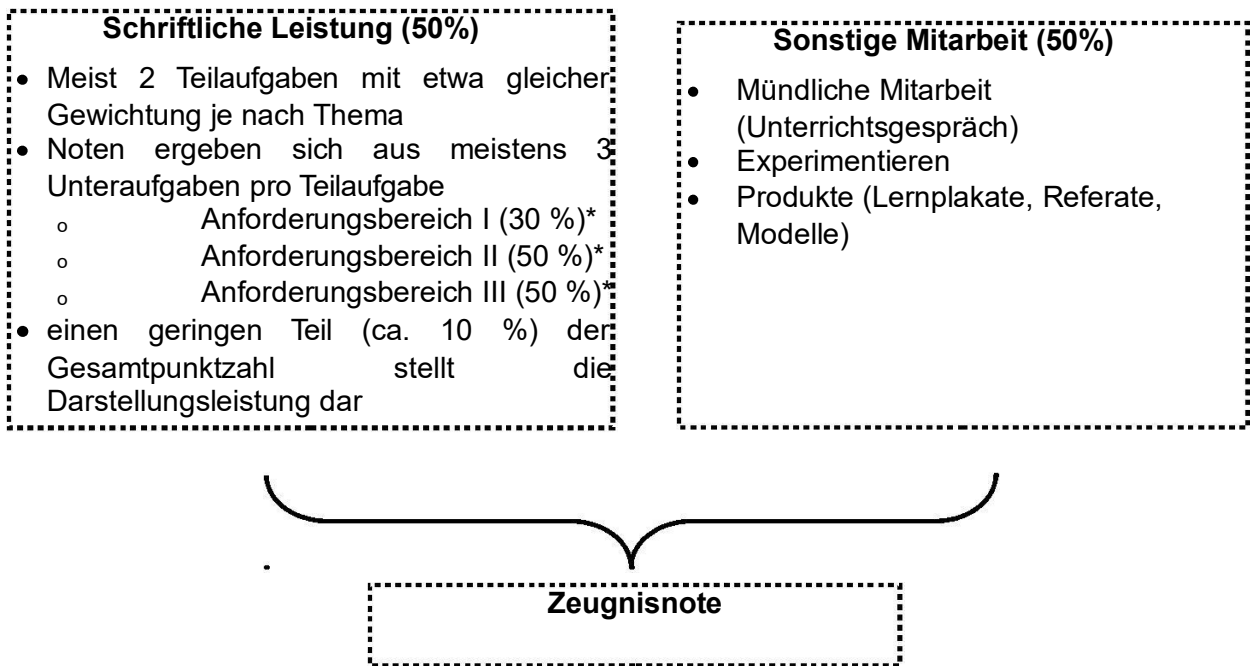 Schriftliche Leistung (50%)
• Meist 2 Teilaufgaben mit etwa gleicher
Gewichtung je nach Thema
• Noten ergeben sich aus meistens 3
Unteraufgaben pro Teilaufgabe
o Anforderungsbereich I (30 %)*
o Anforderungsbereich II (50 %)*
o Anforderungsbereich III (50 %)*
• einen geringen Teil (ca. 10 %) der
Gesamtpunktzahl stellt die
Darstellungsleistung dar
Sonstige Mitarbeit (50%)
• Mündliche Mitarbeit
(Unterrichtsgespräch)
• Experimentieren
• Produkte (Lernplakate, Referate,
Modelle)
Zeugnisnote